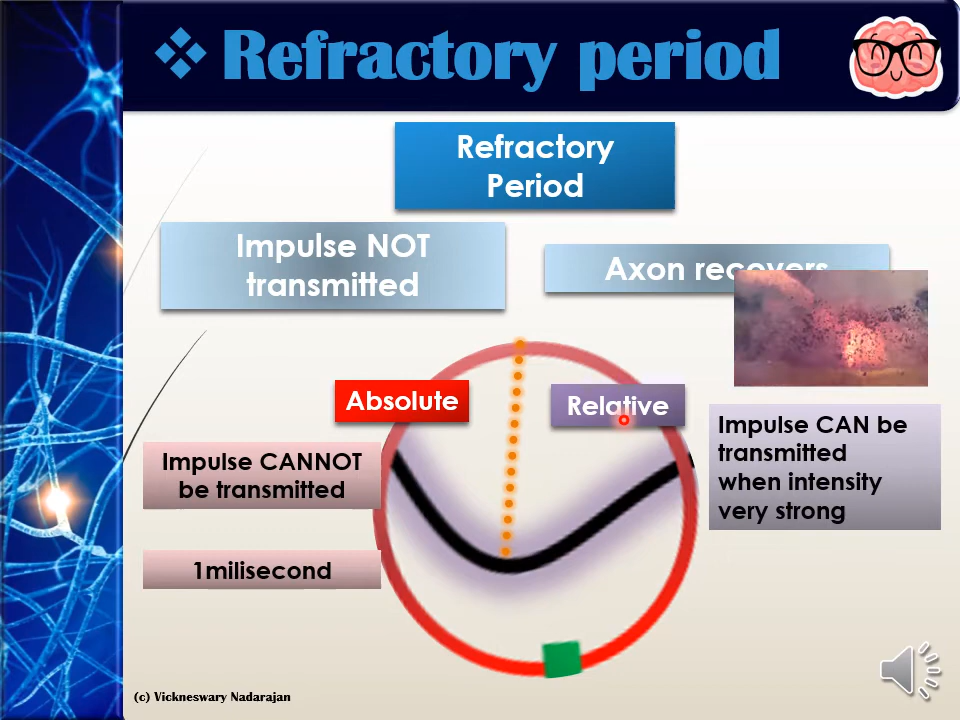 Refractory period
Refractory
Period
Impulse NOT
transmitted
Axon recovers
Absolute
Relative
Impulse CANNOT
be transmitted
Impulse CAN be
transmitted
when intensity
very strong
1milisecond
(c) Vickneswary Nadarajan